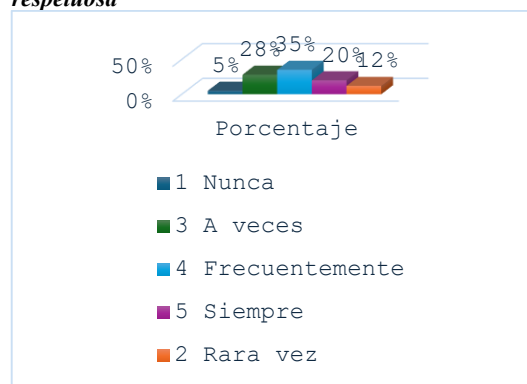 respetuosa
28% 35%
50% 5% 20% 12%
0%
Porcentaje
1 Nunca
3 A veces
4 Frecuentemente
5 Siempre
2 Rara vez